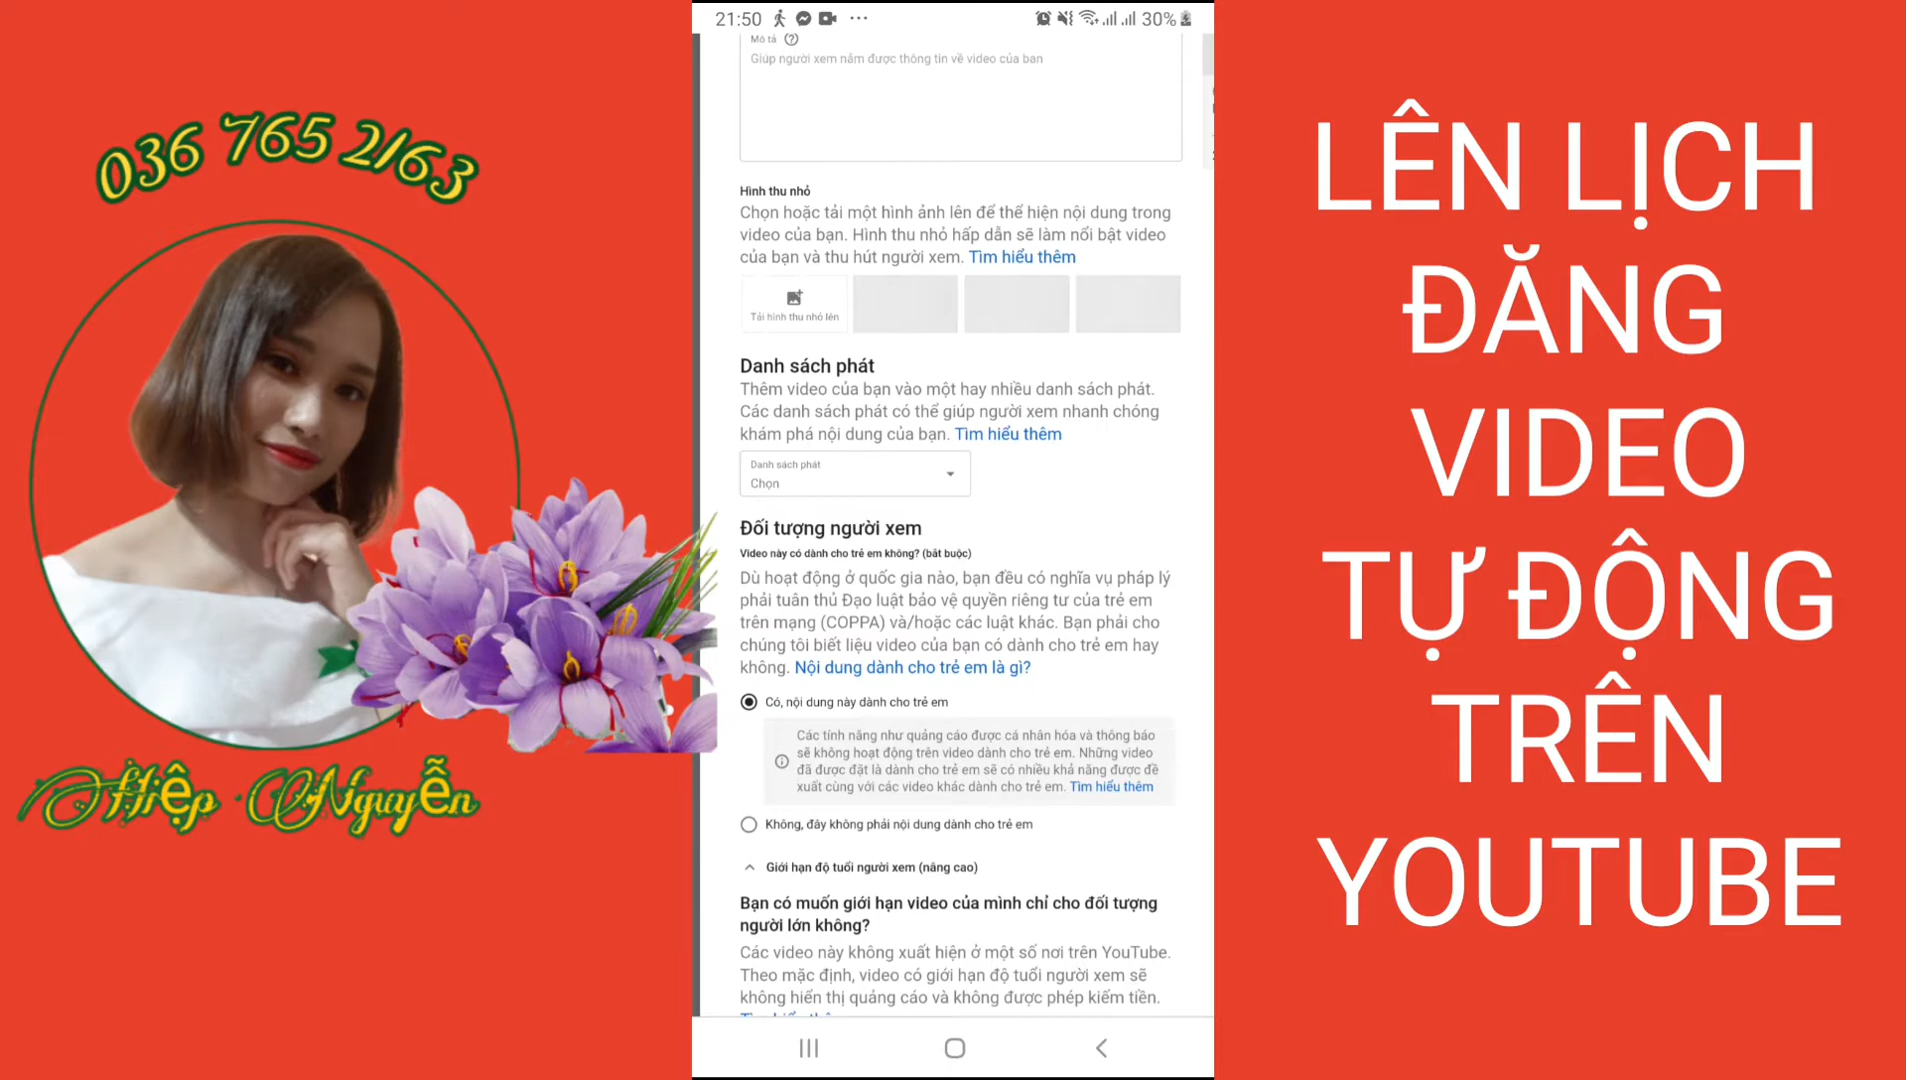 036 765 2163
Hiệp Nguyễn
21:50
30%
Mô tả
Giúp người xem nắm được thông tin về video của bạn
Hình thu nhỏ
Chọn hoặc tải một hình ảnh lên để thể hiện nội dung trong
video của bạn. Hình thu nhỏ hấp dẫn sẽ làm nổi bật video
của bạn và thu hút người xem. Tìm hiểu thêm
Tải hình thu nhỏ lên
Danh sách phát
Thêm video của bạn vào một hay nhiều danh sách phát.
Các danh sách phát có thể giúp người xem nhanh chóng
khám phá nội dung của bạn. Tìm hiểu thêm
Danh sách phát
Chọn
Đối tượng người xem
Video này có dành cho trẻ em không? (bắt buộc)
Dù hoạt động ở quốc gia nào, bạn đều có nghĩa vụ pháp lý
phải tuân thủ Đạo luật bảo vệ quyền riêng tư của trẻ em
trên mạng (COPPA) và/hoặc các luật khác. Bạn phải cho
chúng tôi biết liệu video của bạn có dành cho trẻ em hay
không. Nội dung dành cho trẻ em là gì?
Có, nội dung này dành cho trẻ em
Các tính năng như quảng cáo được cá nhân hóa và thông báo
sẽ không hoạt động trên video dành cho trẻ em. Những video
đã được đặt là dành cho trẻ em sẽ có nhiều khả năng được đề
xuất cùng với các video khác dành cho trẻ em. Tìm hiểu thêm
Không, đây không phải nội dung dành cho trẻ em
Giới hạn độ tuổi người xem (nâng cao)
Bạn có muốn giới hạn video của mình chỉ cho đối tượng
người lớn không?
Các video này không xuất hiện ở một số nơi trên YouTube.
Theo mặc định, video có giới hạn độ tuổi người xem sẽ
không hiển thị quảng cáo và không được phép kiếm tiền.
LÊN LỊCH
ĐĂNG
VIDEO
TỰ ĐỘNG
TRÊN
YOUTUBE